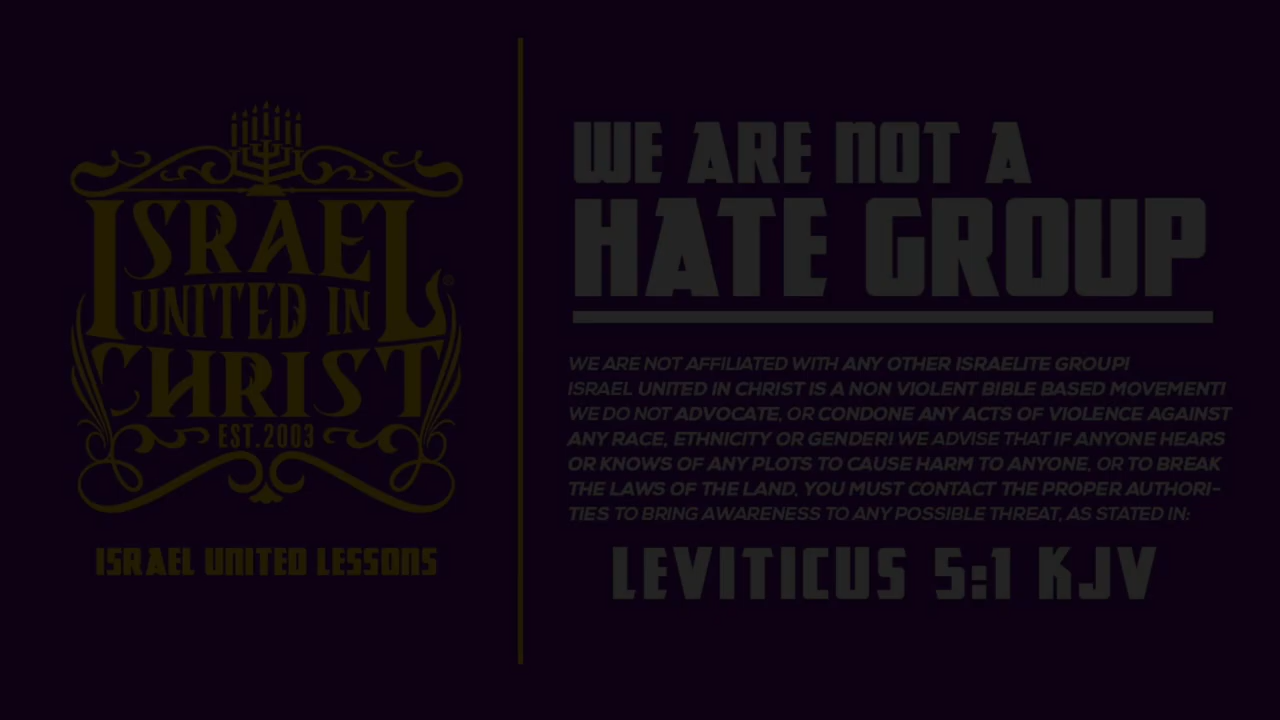 ISRAEL
UNITED IN
CHRIST
EST.2003
ISRAEL UNITED LESSONS
WE ARE NOT A
HATE GROUP
WE ARE NOT AFFILIATED WITH ANY OTHER ISRAELITE GROUP!
ISRAEL UNITED IN CHRIST IS A NON VIOLENT BIBLE BASED MOVEMENT!
WE DO NOT ADVOCATE, OR CONDONE ANY ACTS OF VIOLENCE AGAINST
ANY RACE, ETHNICITY OR GENDER! WE ADVISE THAT IF ANYONE HEARS
OR KNOWS OF ANY PLOTS TO CAUSE HARM TO ANYONE, OR TO BREAK
THE LAWS OF THE LAND, YOU MUST CONTACT THE PROPER AUTHORI-
TIES TO BRING AWARENESS TO ANY POSSIBLE THREAT, AS STATED IN:
LEVITICUS 5:1 KJV